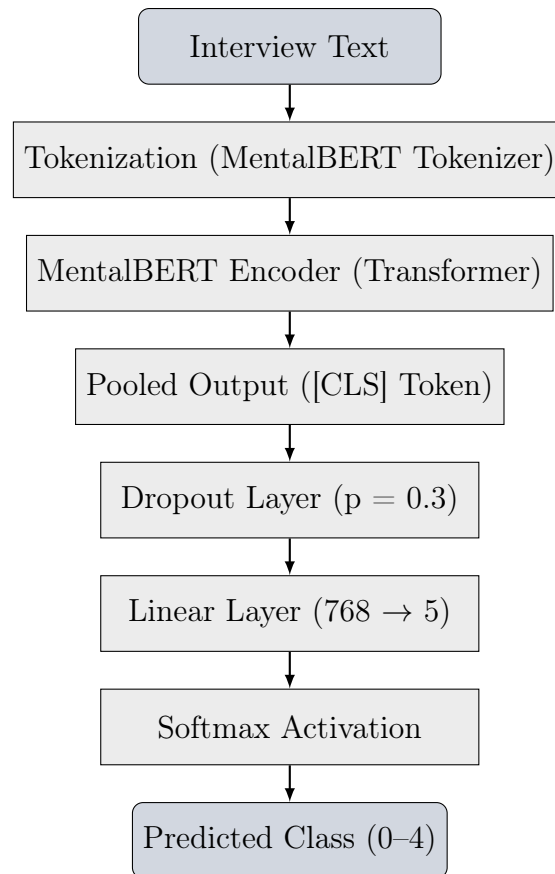 Interview Text
Tokenization (MentalBERT Tokenizer)
MentalBERT Encoder (Transformer)
Pooled Output ([CLS] Token)
Dropout Layer (p = 0.3)
Linear Layer (768 → 5)
Softmax Activation
Predicted Class (0–4)